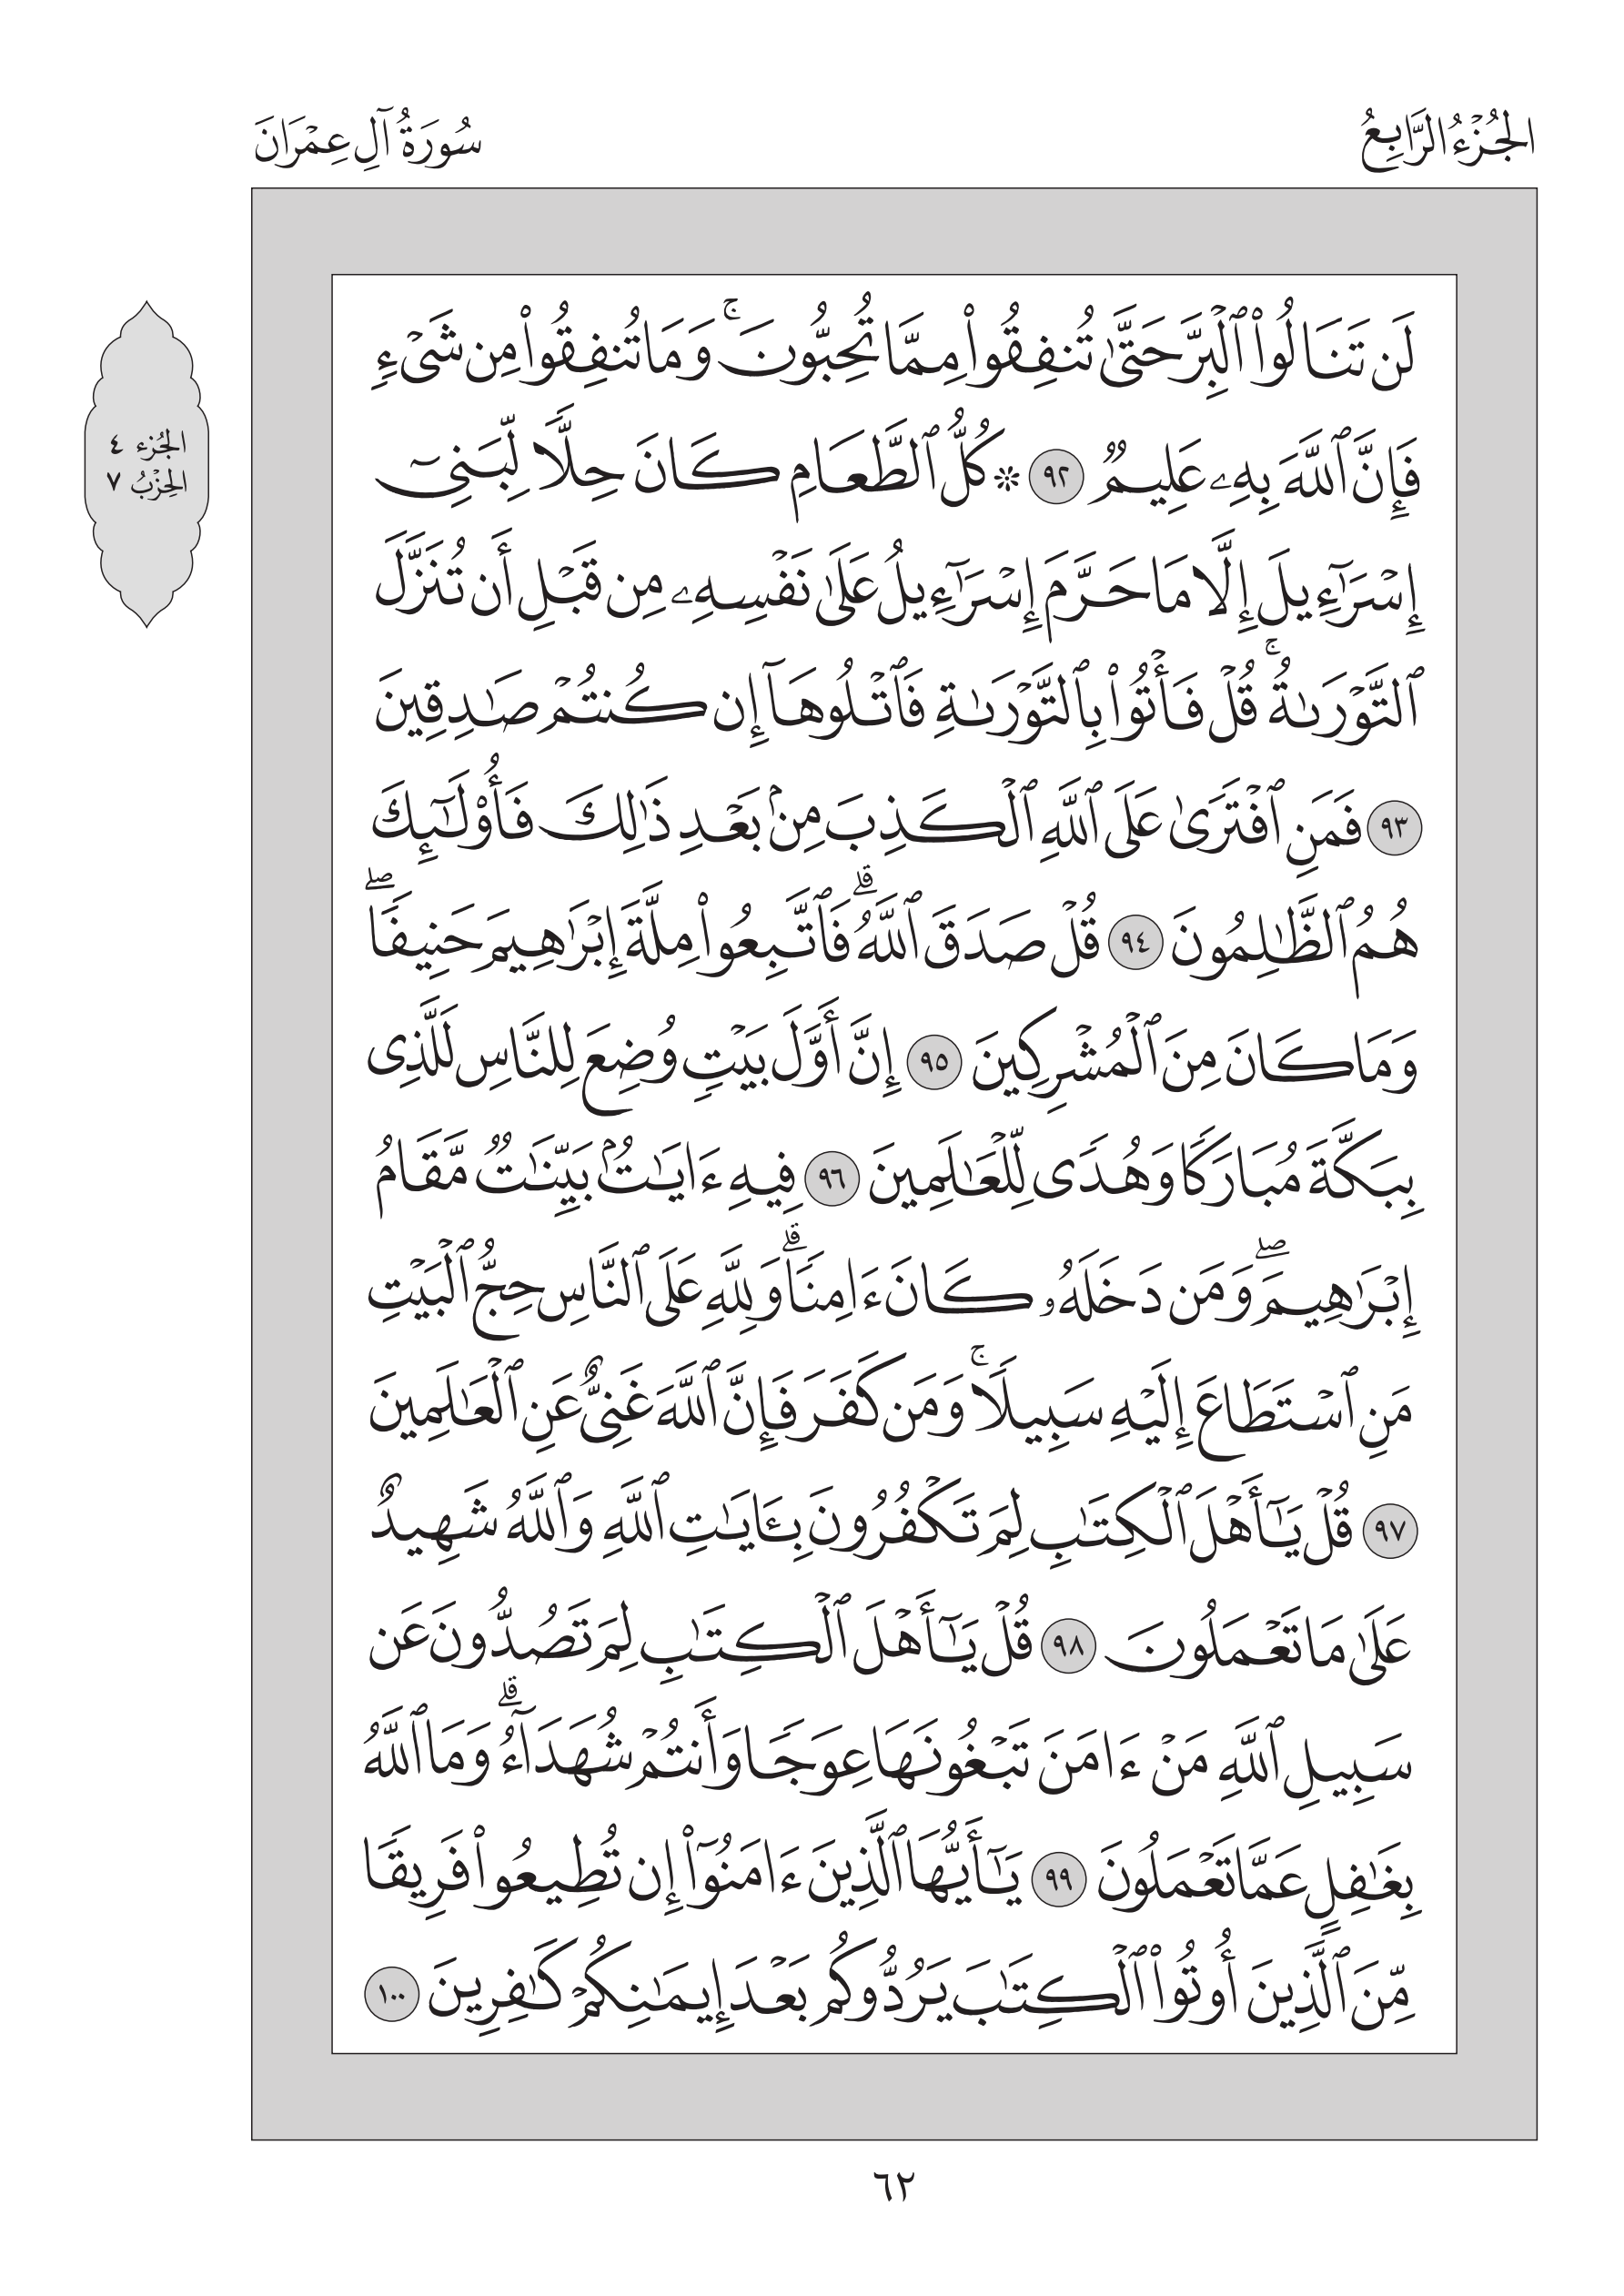 الجُزْءُ الرَّابِعُ
سُورَةُ آلِ عِمْرَانَ
الجُزء ٤
الحِزْبُ ٧
لَن تَنَالُوا۟ ٱلْبِرَّ حَتَّىٰ تُنفِقُوا۟ مِمَّا تُحِبُّونَ ۚ وَمَا تُنفِقُوا۟ مِن شَىْءٍ
فَإِنَّ ٱللَّهَ بِهِۦ عَلِيمٌ ٩٢ ۞ كُلُّ ٱلطَّعَامِ كَانَ حِلًّا لِّبَنِىٓ
إِسْرَٰٓءِيلَ إِلَّا مَا حَرَّمَ إِسْرَٰٓءِيلُ عَلَىٰ نَفْسِهِۦ مِن قَبْلِ أَن تُنَزَّلَ
ٱلتَّوْرَىٰةُ ۚ قُلْ فَأْتُوا۟ بِٱلتَّوْرَىٰةِ فَٱتْلُوهَآ إِن كُنتُمْ صَٰدِقِينَ
٩٣ فَمَنِ ٱفْتَرَىٰ عَلَى ٱللَّهِ ٱلْكَذِبَ مِنۢ بَعْدِ ذَٰلِكَ فَأُو۟لَٰٓئِكَ
هُمُ ٱلظَّٰلِمُونَ ٩٤ قُلْ صَدَقَ ٱللَّهُ ۗ فَٱتَّبِعُوا۟ مِلَّةَ إِبْرَٰهِيمَ حَنِيفًا ۖ
وَمَا كَانَ مِنَ ٱلْمُشْرِكِينَ ٩٥ إِنَّ أَوَّلَ بَيْتٍ وُضِعَ لِلنَّاسِ لَلَّذِى
بِبَكَّةَ مُبَارَكًا وَهُدًى لِّلْعَٰلَمِينَ ٩٦ فِيهِ ءَايَٰتٌۢ بَيِّنَٰتٌ مَّقَامُ
إِبْرَٰهِيمَ ۖ وَمَن دَخَلَهُۥ كَانَ ءَامِنًا ۗ وَلِلَّهِ عَلَى ٱلنَّاسِ حِجُّ ٱلْبَيْتِ
مَنِ ٱسْتَطَاعَ إِلَيْهِ سَبِيلًا ۚ وَمَن كَفَرَ فَإِنَّ ٱللَّهَ غَنِىٌّ عَنِ ٱلْعَٰلَمِينَ
٩٧ قُلْ يَٰٓأَهْلَ ٱلْكِتَٰبِ لِمَ تَكْفُرُونَ بِـَٔايَٰتِ ٱللَّهِ وَٱللَّهُ شَهِيدٌ
عَلَىٰ مَا تَعْمَلُونَ ٩٨ قُلْ يَٰٓأَهْلَ ٱلْكِتَٰبِ لِمَ تَصُدُّونَ عَن
سَبِيلِ ٱللَّهِ مَنْ ءَامَنَ تَبْغُونَهَا عِوَجًا وَأَنتُمْ شُهَدَآءُ ۗ وَمَا ٱللَّهُ
بِغَٰفِلٍ عَمَّا تَعْمَلُونَ ٩٩ يَٰٓأَيُّهَا ٱلَّذِينَ ءَامَنُوٓا۟ إِن تُطِيعُوا۟ فَرِيقًا
مِّنَ ٱلَّذِينَ أُوتُوا۟ ٱلْكِتَٰبَ يَرُدُّوكُم بَعْدَ إِيمَٰنِكُمْ كَٰفِرِينَ ١٠٠
٦٢